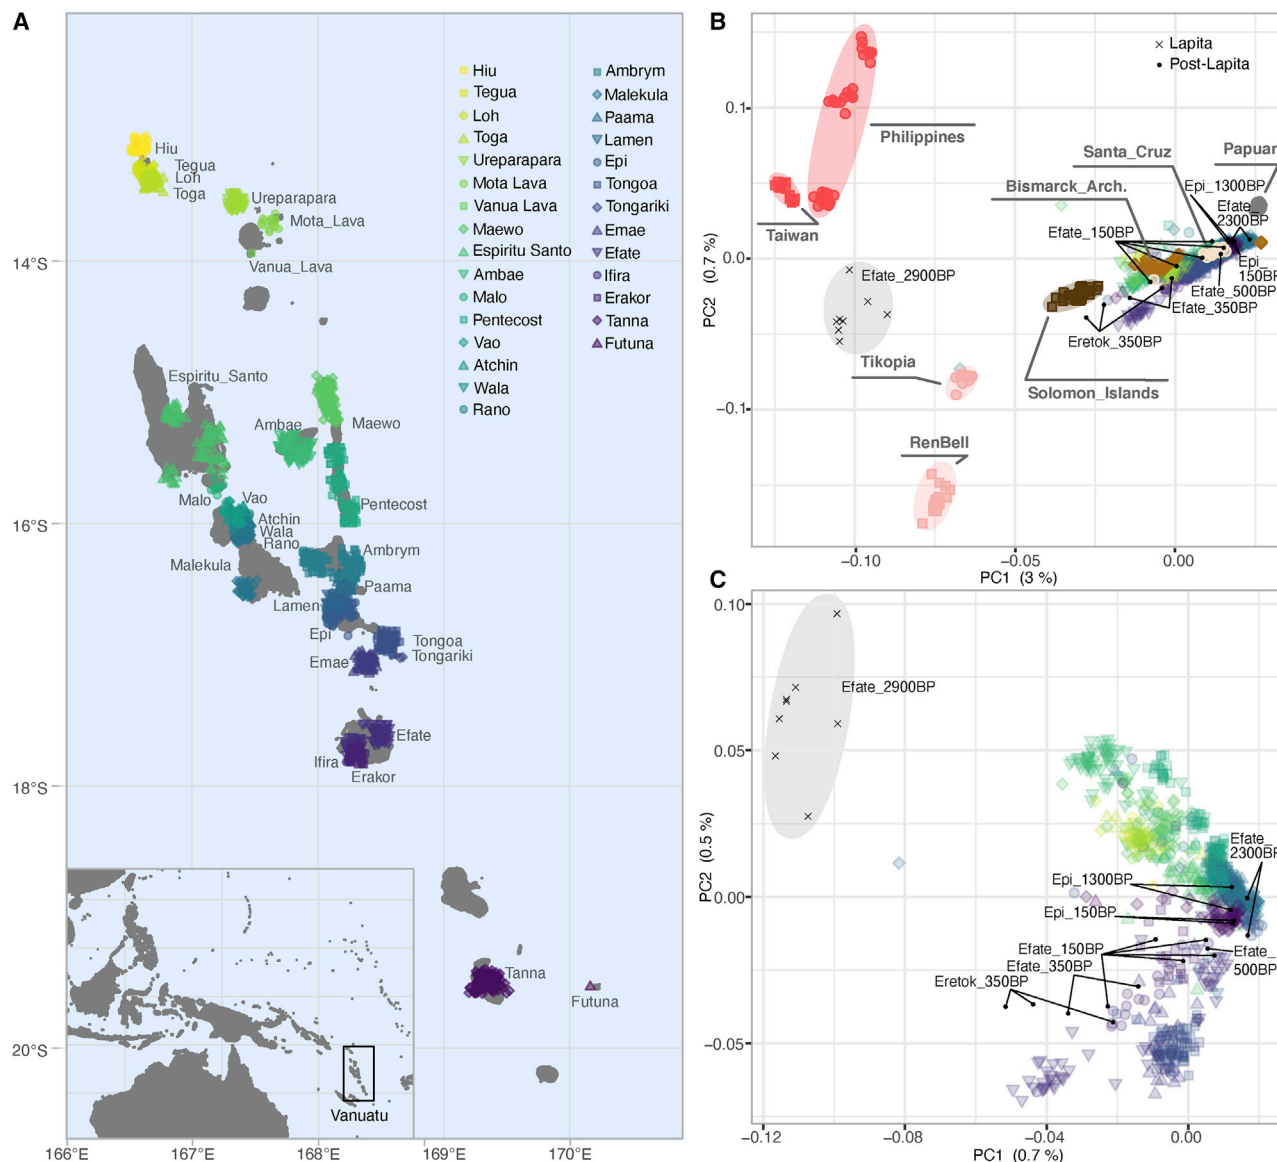 A
Hiu
Tegua
Loh
Toga
Ureparapara
Mota Lava
Vanua Lava
Maewo
Espiritu Santo
Ambae
Malo
Pentecost
Vao
Atchin
Wala
Rano
Ambrym
Malekula
Paama
Lamen
Epi
Tongoa
Tongariki
Emae
Efate
Ifira
Erakor
Tanna
Futuna
Hiu
Tegua
Loh
Toga
Ureparapara
Mota_Lava
Vanua_Lava
Espiritu_Santo
Ambae
Maewo
Malo
Vao
Pentecost
Atchin
Wala
Rano
Malekula
Ambrym
Paama
Lamen
Epi
Tongoa
Tongariki
Emae
Efate
Ifira
Erakor
Tanna
Futuna
Vanuatu
14°S
16°S
18°S
20°S
166°E
167°E
168°E
169°E
170°E
B
× Lapita
• Post-Lapita
Philippines
Taiwan
Santa_Cruz
Papuan
Bismarck_Arch.
Epi_1300BP
Efate_
2300BP
Efate_150BP
Efate_2900BP
Epi_
150BP
Efate_500BP
Efate_350BP
Eretok_350BP
Tikopia
Solomon_Islands
RenBell
0.1
0.0
−0.1
PC2 (0.7 %)
−0.10
−0.05
0.00
PC1 (3 %)
C
Efate_2900BP
Efate_
2300BP
Epi_1300BP
Epi_150BP
Efate_150BP
Efate_350BP
Efate_
500BP
Eretok_350BP
0.10
0.05
0.00
−0.05
PC2 (0.5 %)
−0.12
−0.08
−0.04
0.00
PC1 (0.7 %)